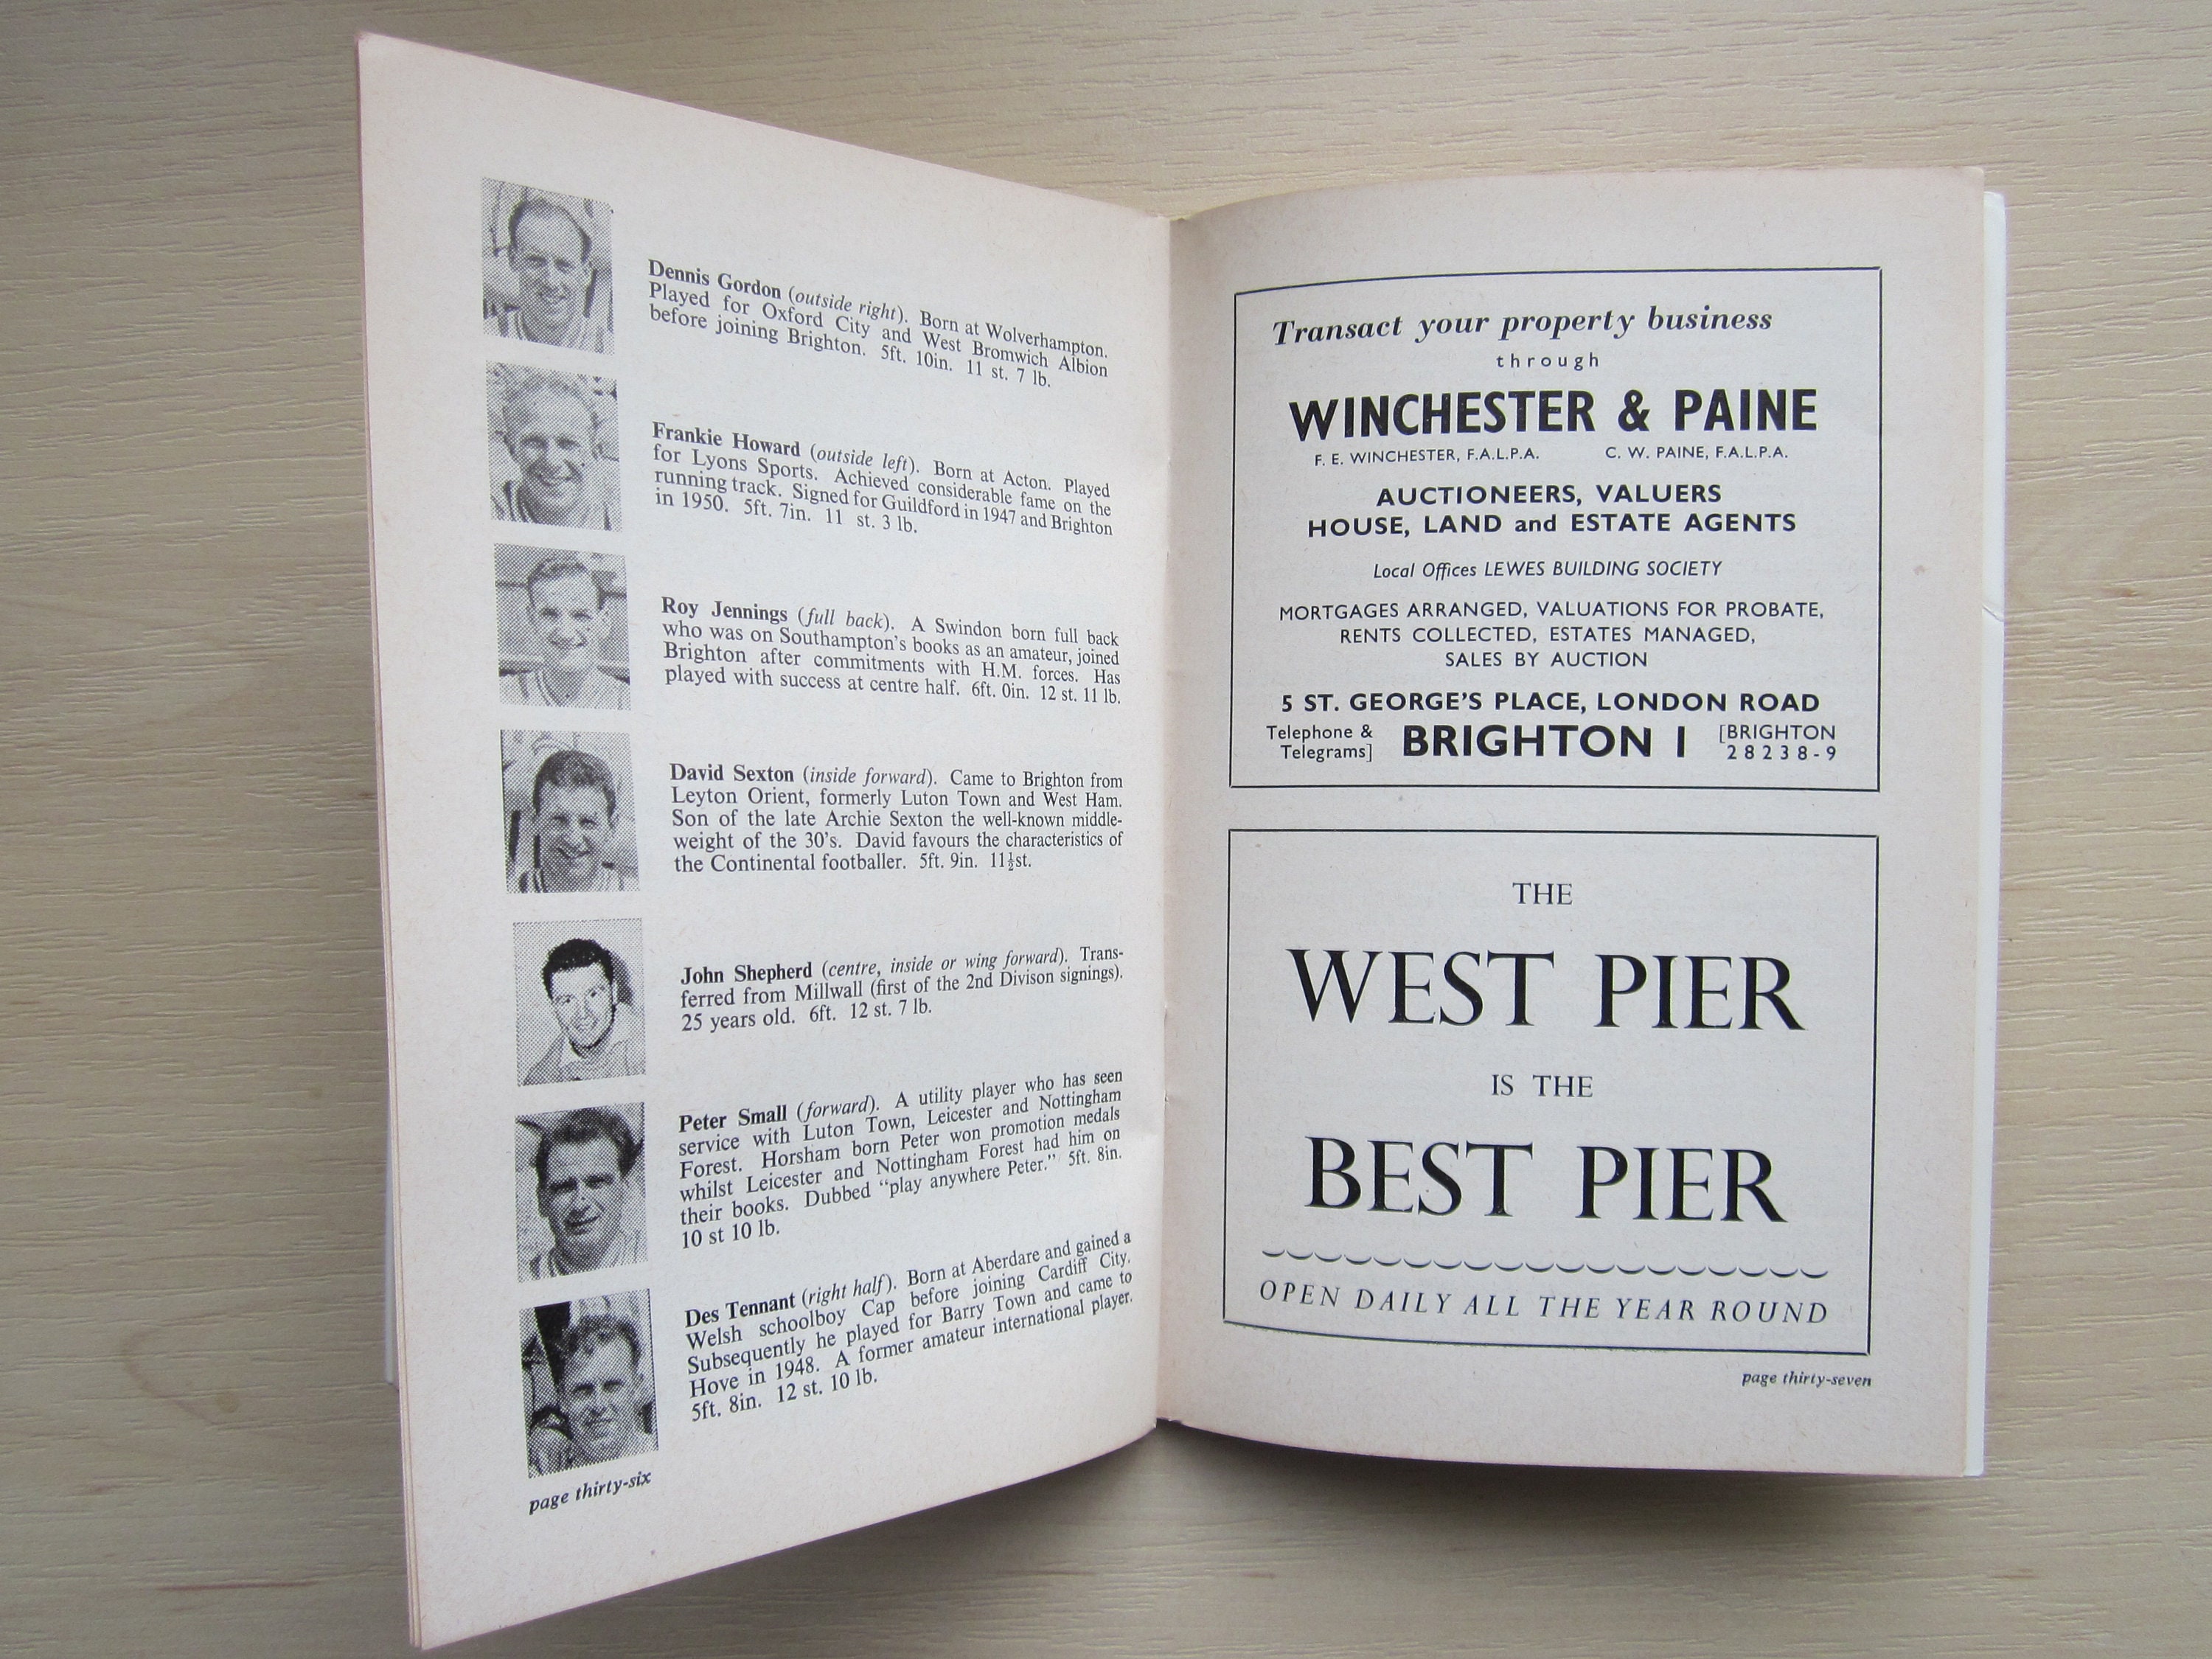 Dennis Gordon (outside right). Born at Wolverhampton.
Played for Oxford City and West Bromwich Albion
before joining Brighton. 5ft. 10in. 11 st. 7 lb.
Frankie Howard (outside left). Born at Acton. Played
for Lyons Sports. Achieved considerable fame on the
running track. Signed for Guildford in 1947 and Brighton
in 1950. 5ft. 7in. 11 st. 3 lb.
Roy Jennings (full back). A Swindon born full back
who was on Southampton's books as an amateur, joined
Brighton after commitments with H.M. forces. Has
played with success at centre half. 6ft. 0in. 12 st. 11 lb.
David Sexton (inside forward). Came to Brighton from
Leyton Orient, formerly Luton Town and West Ham.
Son of the late Archie Sexton the well-known middle-
weight of the 30's. David favours the characteristics of
the Continental footballer. 5ft. 9in. 11½st.
John Shepherd (centre, inside or wing forward). Trans-
ferred from Millwall (first of the 2nd Divison signings).
25 years old. 6ft. 12 st. 7 lb.
Peter Small (forward). A utility player who has seen
service with Luton Town, Leicester and Nottingham
Forest. Horsham born Peter won promotion medals
whilst Leicester and Nottingham Forest had him on
their books. Dubbed "play anywhere Peter." 5ft. 8in.
10 st 10 lb.
Des Tennant (right half). Born at Aberdare and gained a
Welsh schoolboy Cap before joining Cardiff City.
Subsequently he played for Barry Town and came to
Hove in 1948. A former amateur international player.
5ft. 8in. 12 st. 10 lb.
page thirty-six
Transact your property business
through
WINCHESTER & PAINE
F. E. WINCHESTER, F.A.L.P.A. C. W. PAINE, F.A.L.P.A.
AUCTIONEERS, VALUERS
HOUSE, LAND and ESTATE AGENTS
Local Offices LEWES BUILDING SOCIETY
MORTGAGES ARRANGED, VALUATIONS FOR PROBATE,
RENTS COLLECTED, ESTATES MANAGED,
SALES BY AUCTION
5 ST. GEORGE'S PLACE, LONDON ROAD
Telephone &
Telegrams]
BRIGHTON 1
[BRIGHTON
28238-9
THE
WEST PIER
IS THE
BEST PIER
OPEN DAILY ALL THE YEAR ROUND
page thirty-seven